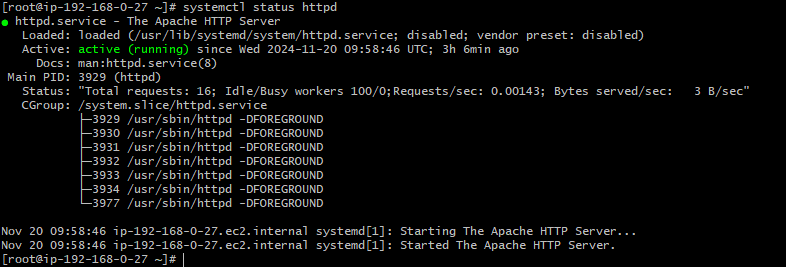 [root@ip-192-168-0-27 ~]# systemctl status httpd
● httpd.service - The Apache HTTP Server
   Loaded: loaded (/usr/lib/systemd/system/httpd.service; disabled; vendor preset: disabled)
   Active: active (running) since Wed 2024-11-20 09:58:46 UTC; 3h 6min ago
     Docs: man:httpd.service(8)
 Main PID: 3929 (httpd)
   Status: "Total requests: 16; Idle/Busy workers 100/0;Requests/sec: 0.00143; Bytes served/sec:   3 B/sec"
   CGroup: /system.slice/httpd.service
           ├─3929 /usr/sbin/httpd -DFOREGROUND
           ├─3930 /usr/sbin/httpd -DFOREGROUND
           ├─3931 /usr/sbin/httpd -DFOREGROUND
           ├─3932 /usr/sbin/httpd -DFOREGROUND
           ├─3933 /usr/sbin/httpd -DFOREGROUND
           ├─3934 /usr/sbin/httpd -DFOREGROUND
           └─3977 /usr/sbin/httpd -DFOREGROUND

Nov 20 09:58:46 ip-192-168-0-27.ec2.internal systemd[1]: Starting The Apache HTTP Server...
Nov 20 09:58:46 ip-192-168-0-27.ec2.internal systemd[1]: Started The Apache HTTP Server.
[root@ip-192-168-0-27 ~]#